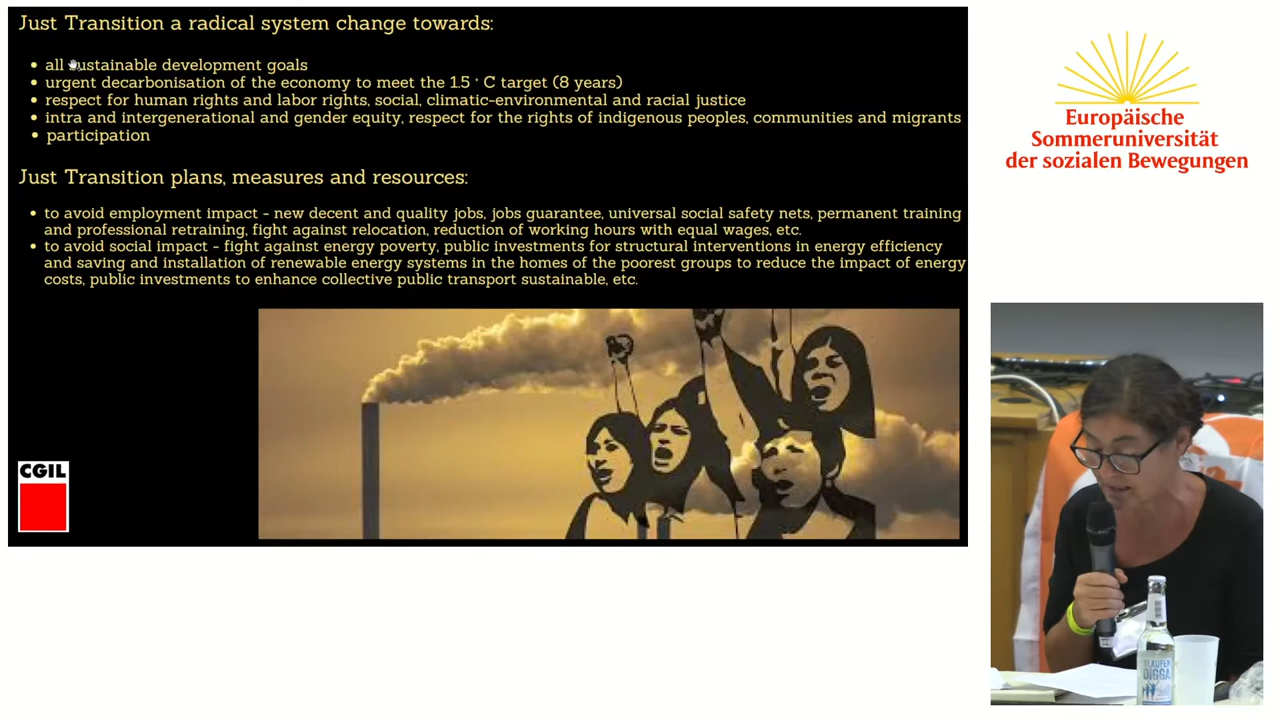 Just Transition a radical system change towards:
all sustainable development goals
urgent decarbonisation of the economy to meet the 1.5 ° C target (8 years)
respect for human rights and labor rights, social, climatic-environmental and racial justice
intra and intergenerational and gender equity, respect for the rights of indigenous peoples, communities and migrants
participation
Just Transition plans, measures and resources:
to avoid employment impact - new decent and quality jobs, jobs guarantee, universal social safety nets, permanent training
and professional retraining, fight against relocation, reduction of working hours with equal wages, etc.
to avoid social impact - fight against energy poverty, public investments for structural interventions in energy efficiency
and saving and installation of renewable energy systems in the homes of the poorest groups to reduce the impact of energy
costs, public investments to enhance collective public transport sustainable, etc.
CGIL
Europäische
Sommeruniversität
der sozialen Bewegungen
DIGGA